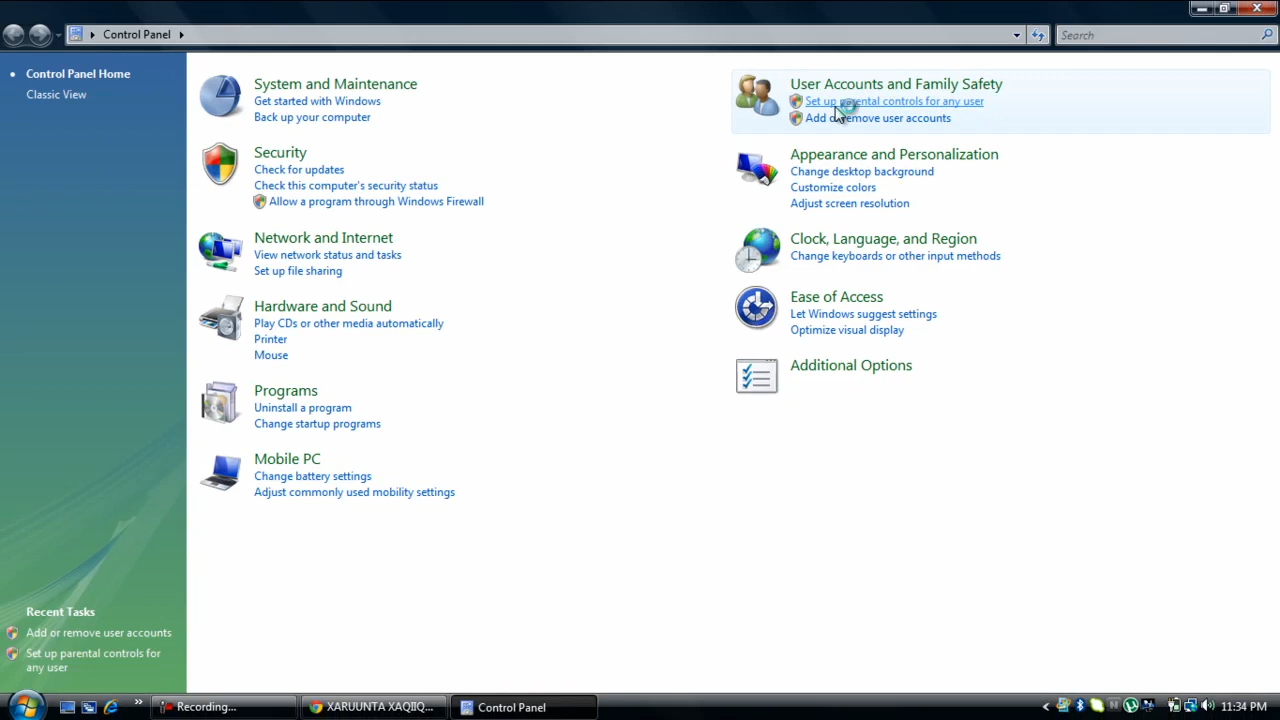 Control Panel
Search
Control Panel Home
Classic View
System and Maintenance
Get started with Windows
Back up your computer
Security
Check for updates
Check this computer's security status
Allow a program through Windows Firewall
Network and Internet
View network status and tasks
Set up file sharing
Hardware and Sound
Play CDs or other media automatically
Printer
Mouse
Programs
Uninstall a program
Change startup programs
Mobile PC
Change battery settings
Adjust commonly used mobility settings
User Accounts and Family Safety
Set up parental controls for any user
Add or remove user accounts
Appearance and Personalization
Change desktop background
Customize colors
Adjust screen resolution
Clock, Language, and Region
Change keyboards or other input methods
Ease of Access
Let Windows suggest settings
Optimize visual display
Additional Options
Recent Tasks
Add or remove user accounts
Set up parental controls for
any user
Recording...
XARUUNTA XAQIIQ...
Control Panel
11:34 PM